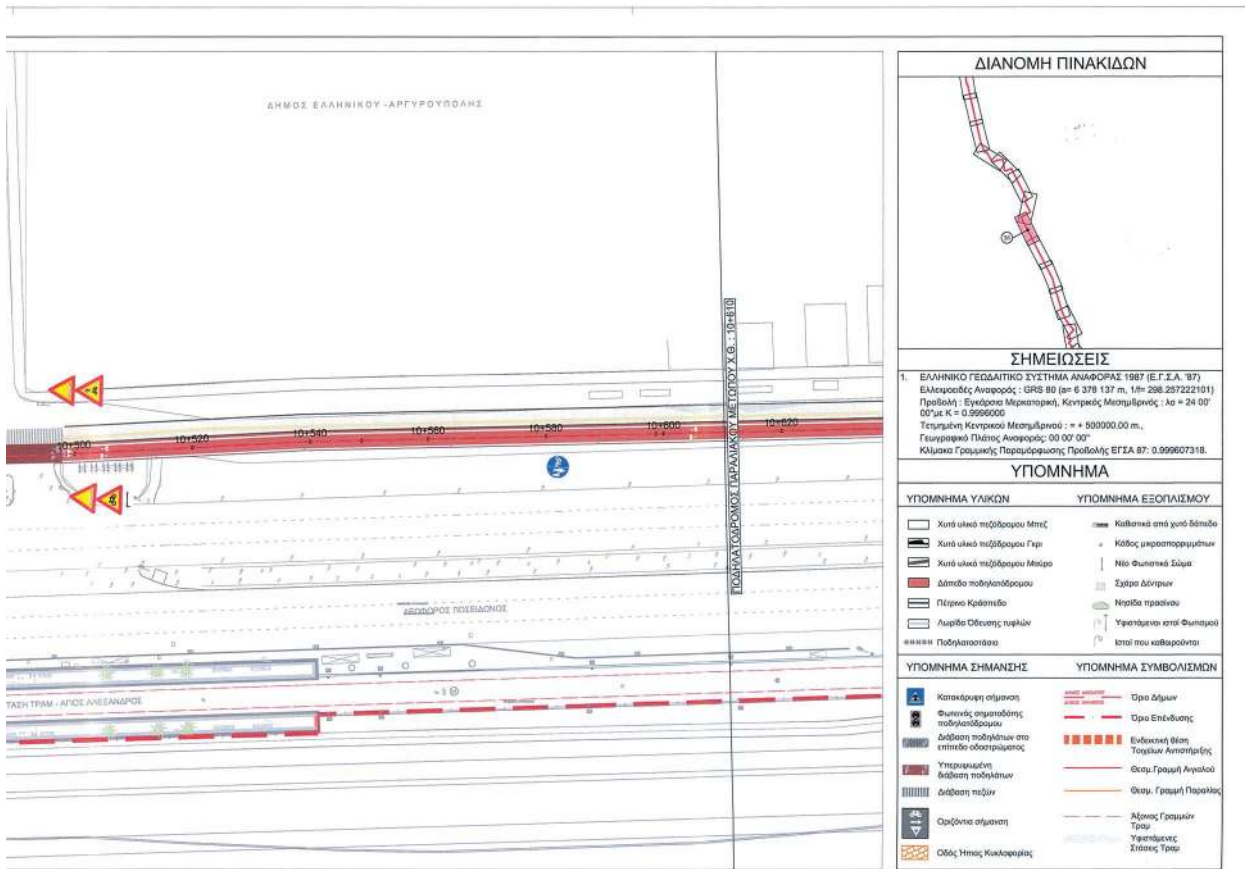 ΔΗΜΟΣ ΕΛΛΗΝΙΚΟΥ -ΑΡΓΥΡΟΥΠΟΛΗΣ
10+500
10+520
10+540
10+560
10+580
10+600
10+620
ΠΟΔΗΛΑΤΟΔΡΟΜΟΣ ΠΑΡΑΛΙΑΚΟΥ ΜΕΤΩΠΟΥ Χ.Θ. : 10+610
ΛΕΩΦΟΡΟΣ ΠΟΣΕΙΔΩΝΟΣ
ΤΑΣΗ ΤΡΑΜ - ΑΓΙΟΣ ΑΛΕΞΑΝΔΡΟΣ
ΔΙΑΝΟΜΗ ΠΙΝΑΚΙΔΩΝ
ΣΗΜΕΙΩΣΕΙΣ
1. ΕΛΛΗΝΙΚΟ ΓΕΩΔΑΙΤΙΚΟ ΣΥΣΤΗΜΑ ΑΝΑΦΟΡΑΣ 1987 (Ε.Γ.Σ.Α. '87)
Ελλειψοειδές Αναφοράς : GRS 80 (a= 6 378 137 m, 1/f= 298.257222101)
Προβολή : Εγκάρσια Μερκατορική, Κεντρικός Μεσημβρινός : λο = 24 00'
00"με Κ = 0.9996000
Τετμημένη Κεντρικού Μεσημβρινού : = + 500000.00 m.,
Γεωγραφικό Πλάτος Αναφοράς: 00 00' 00"
Κλίμακα Γραμμικής Παραμόρφωσης Προβολής ΕΓΣΑ 87: 0.999607318.
ΥΠΟΜΝΗΜΑ
ΥΠΟΜΝΗΜΑ ΥΛΙΚΩΝ
Χυτό υλικό πεζόδρομου Μπεζ
Χυτό υλικό πεζόδρομου Γκρι
Χυτό υλικό πεζόδρομου Μαύρο
Δάπεδο ποδηλατόδρομου
Πέτρινο Κράσπεδο
Λωρίδα Όδευσης τυφλών
Ποδηλατοστάσιο
ΥΠΟΜΝΗΜΑ ΕΞΟΠΛΙΣΜΟΥ
Καθιστικά από χυτό δάπεδο
Κάδος μικροαπορριμμάτων
Νέο Φωτιστικό Σώμα
Σχάρα Δέντρων
Νησίδα πρασίνου
Υφιστάμενοι ιστοί Φωτισμού
Ιστοί που καθαιρούνται
ΥΠΟΜΝΗΜΑ ΣΗΜΑΝΣΗΣ
Κατακόρυφη σήμανση
Φωτεινός σηματοδότης
ποδηλατόδρομου
Διάβαση ποδηλάτων στο
επίπεδο οδοστρώματος
Υπερυψωμένη
διάβαση ποδηλάτων
Διάβαση πεζών
Οριζόντια σήμανση
Οδός Ήπιας Κυκλοφορίας
ΥΠΟΜΝΗΜΑ ΣΥΜΒΟΛΙΣΜΩΝ
Όριο Δήμων
Όριο Επένδυσης
Ενδεικτική θέση
Τοιχείων Αντιστήριξης
Θεσμ.Γραμμή Αιγιαλού
Θεσμ. Γραμμή Παραλίας
Άξονας Γραμμών
Τραμ
Υφιστάμενες
Στάσεις Τραμ